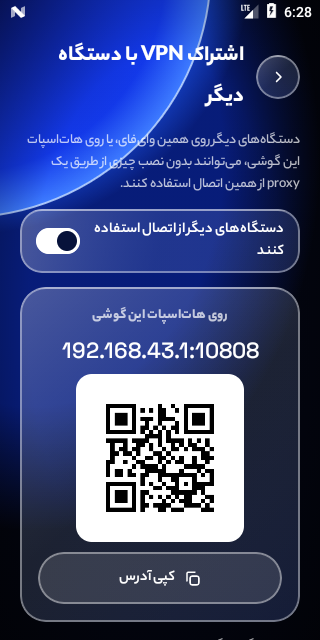 6:28
LTE
اشتراک VPN با دستگاه
دیگر
دستگاه‌های دیگر روی همین وای‌فای، یا روی هات‌اسپات
این گوشی، می‌توانند بدون نصب چیزی از طریق یک
proxy از همین اتصال استفاده کنند.
دستگاه‌های دیگر از اتصال استفاده
کنند
روی هات‌اسپات این گوشی
192.168.43.1:10808
کپی آدرس